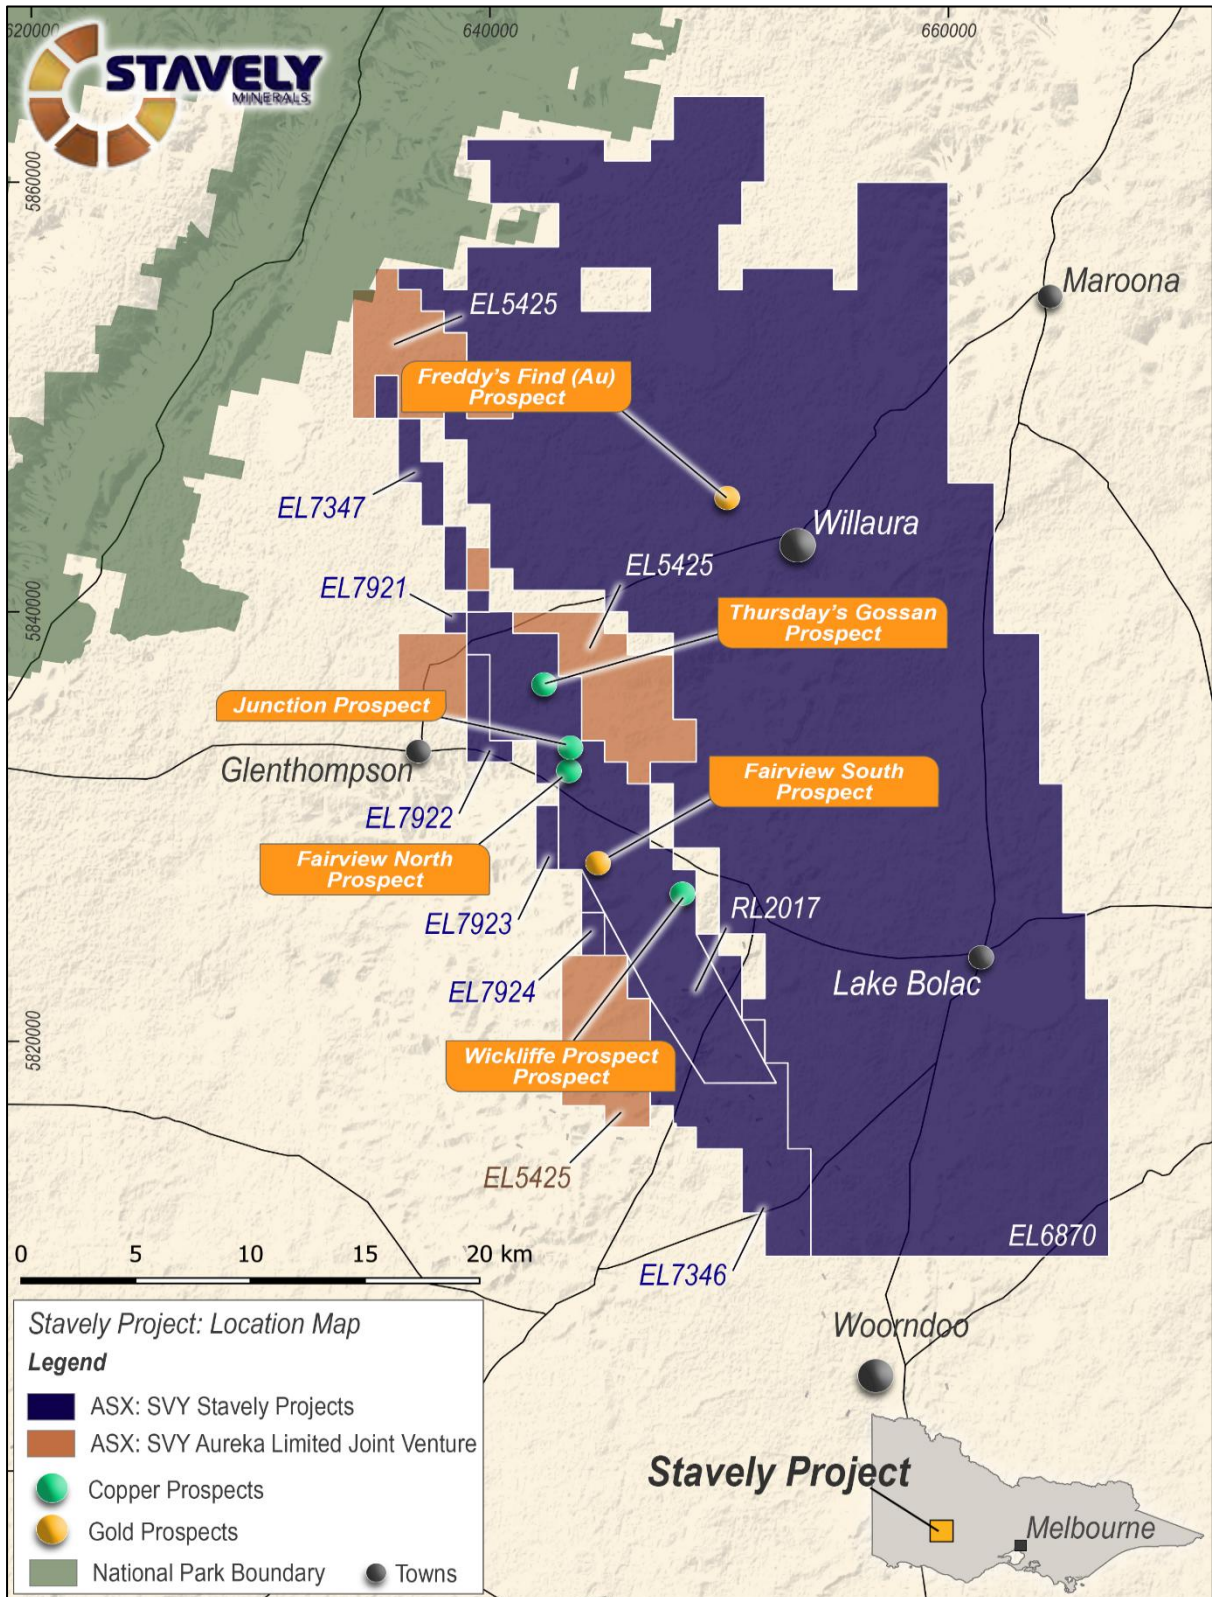 620000
640000
660000
STAVELY
MINERALS
5860000
Maroona
EL5425
Freddy's Find (Au)
Prospect
EL7347
Willaura
EL5425
EL7921
5840000
Thursday's Gossan
Prospect
Junction Prospect
Glenthompson
Fairview South
Prospect
EL7922
Fairview North
Prospect
EL7923
RL2017
EL7924
Lake Bolac
5820000
Wickliffe Prospect
Prospect
EL5425
EL6870
0 5 10 15 20 km
EL7346
Stavely Project: Location Map
Legend
ASX: SVY Stavely Projects
ASX: SVY Aureka Limited Joint Venture
Copper Prospects
Gold Prospects
National Park Boundary
Towns
Woorndoo
Stavely Project
Melbourne